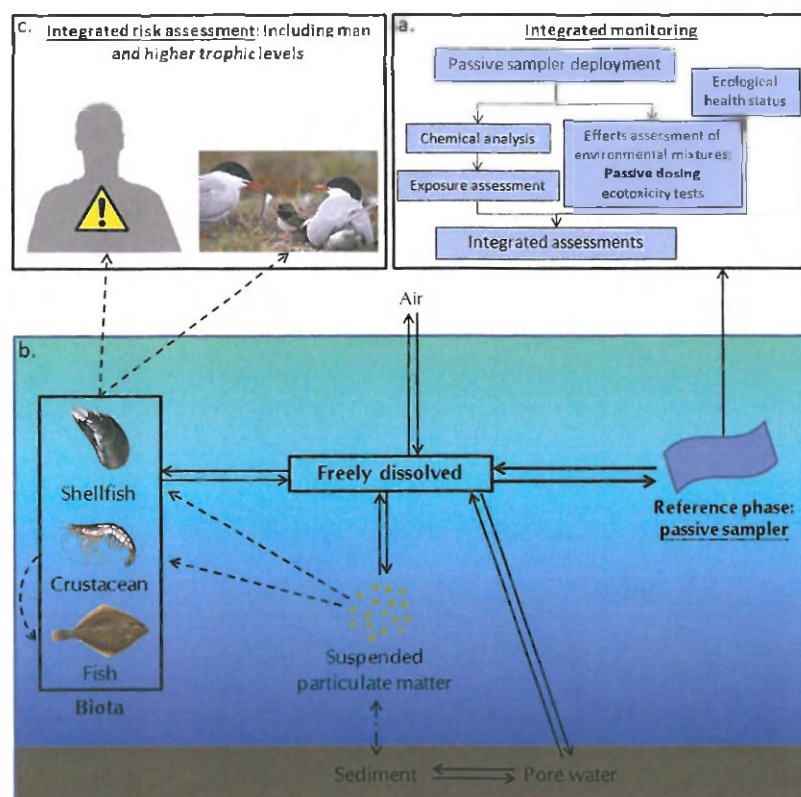 c.
Integrated risk assessment: Including man
and higher trophic levels
a.
Integrated monitoring
Passive sampler deployment
Ecological
health status
Chemical analysis
Effects assessment of
environmental mixtures:
Passive dosing
ecotoxicity tests
Exposure assessment
Integrated assessments
Air
b.
Shellfish
Crustacean
Fish
Biota
Freely dissolved
Reference phase:
passive sampler
Suspended
particulate matter
Sediment
Pore water